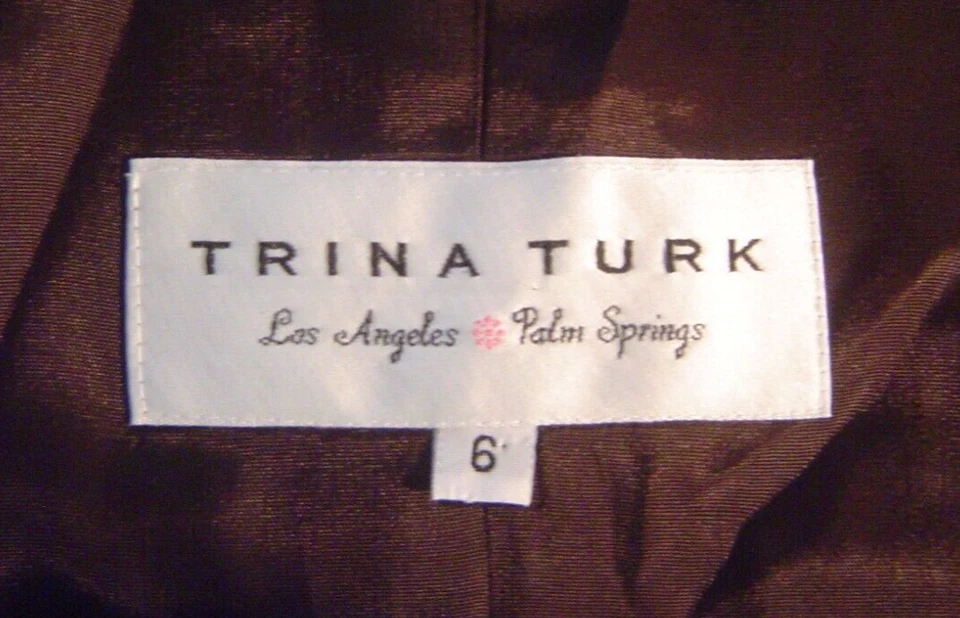 TRINA TURK
Los Angeles Palm Springs
6